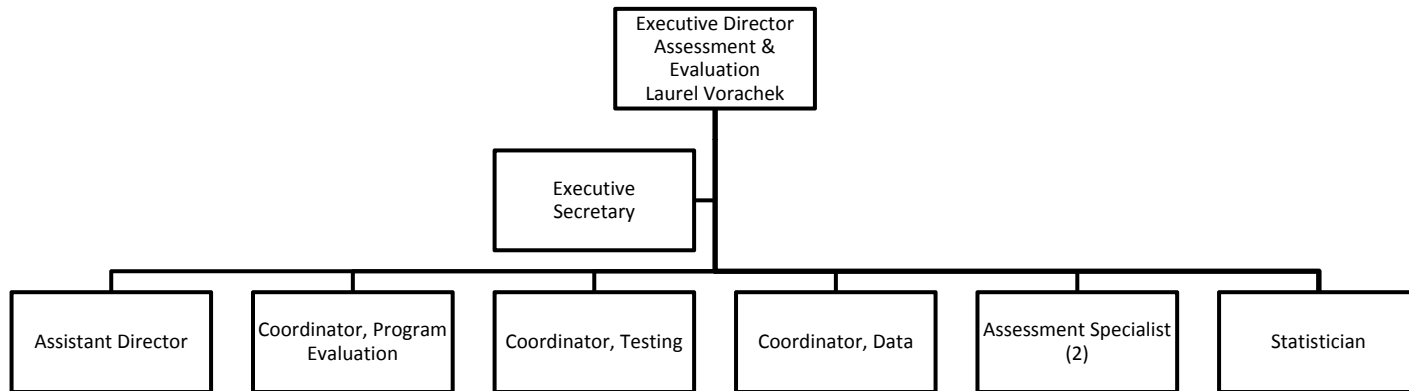 Executive Director
Assessment &
Evaluation
Laurel Vorachek
Executive
Secretary
Assistant Director
Coordinator, Program
Evaluation
Coordinator, Testing
Coordinator, Data
Assessment Specialist
(2)
Statistician